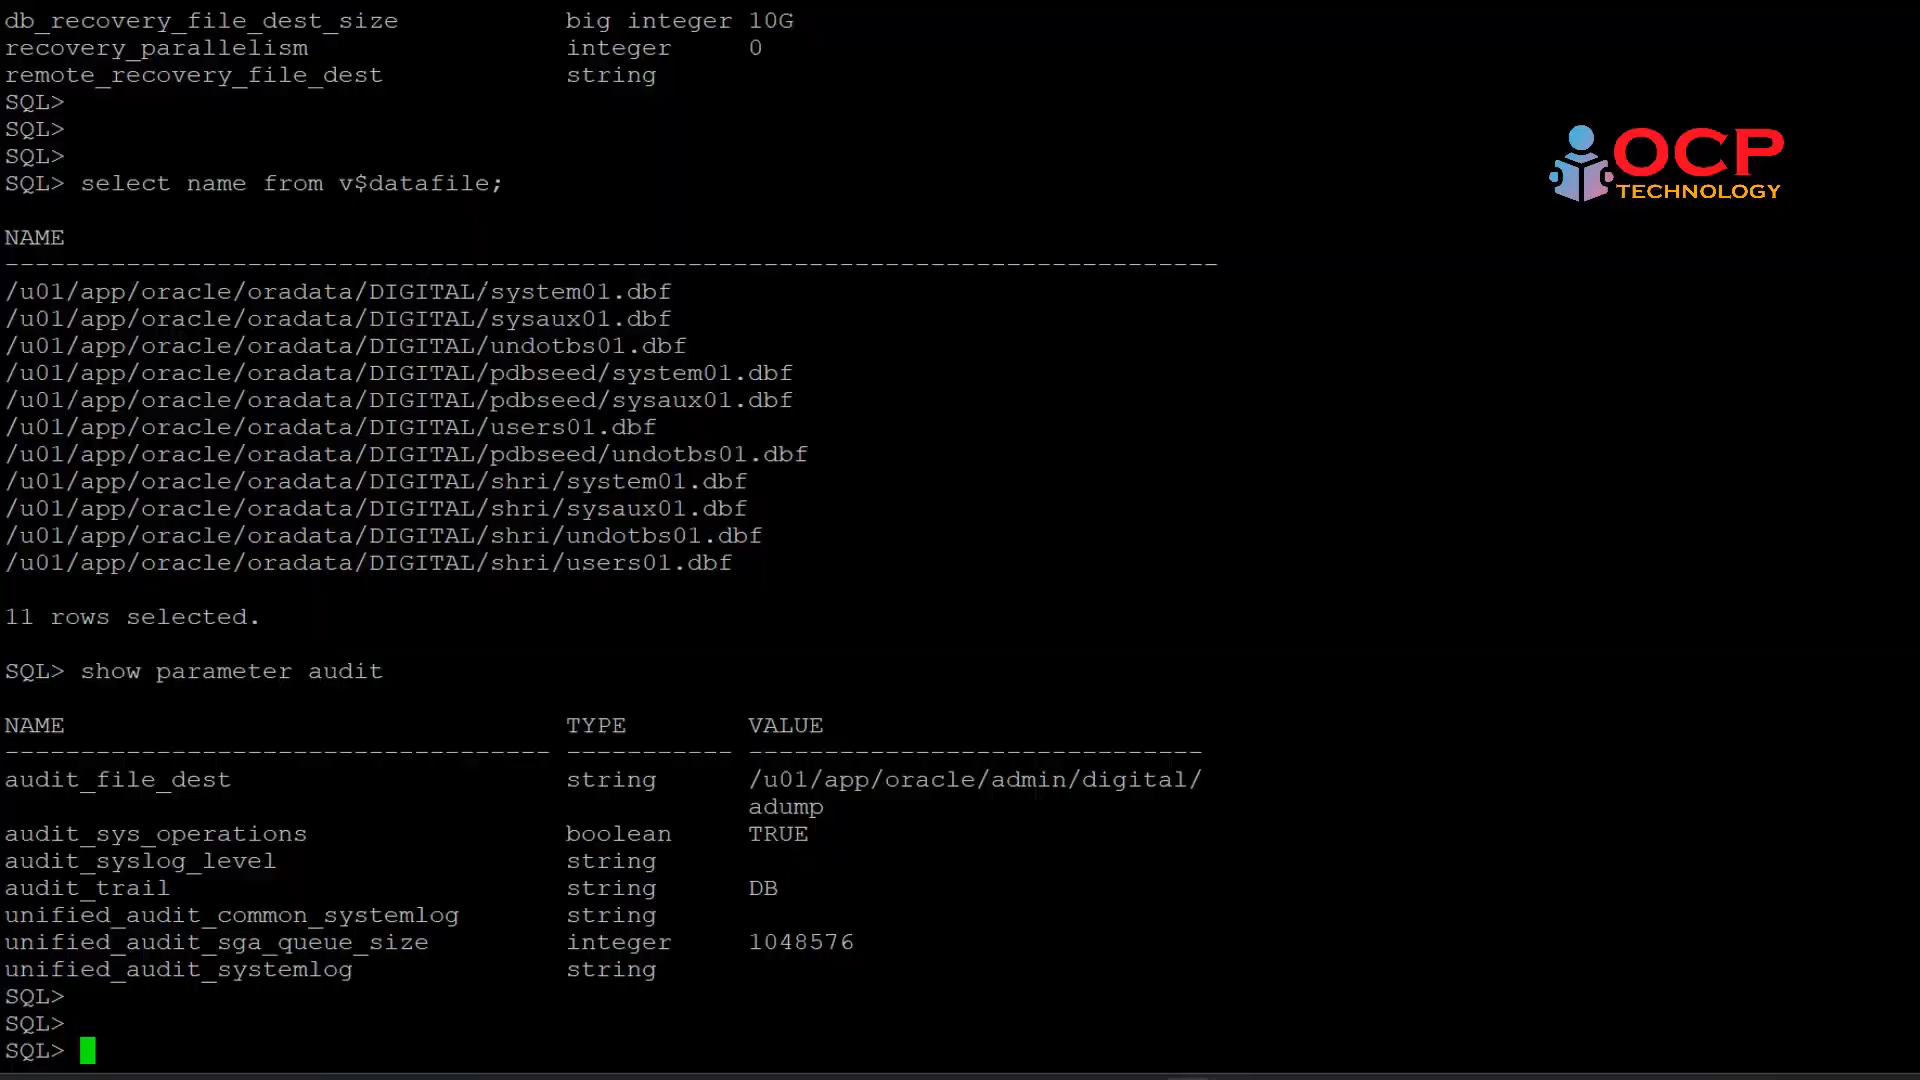 db_recovery_file_dest_size           big integer 10G
recovery_parallelism                 integer     0
remote_recovery_file_dest            string
SQL>
SQL>
SQL>
SQL> select name from v$datafile;
OCP
TECHNOLOGY
NAME
--------------------------------------------------------------------------------
/u01/app/oracle/oradata/DIGITAL/system01.dbf
/u01/app/oracle/oradata/DIGITAL/sysaux01.dbf
/u01/app/oracle/oradata/DIGITAL/undotbs01.dbf
/u01/app/oracle/oradata/DIGITAL/pdbseed/system01.dbf
/u01/app/oracle/oradata/DIGITAL/pdbseed/sysaux01.dbf
/u01/app/oracle/oradata/DIGITAL/users01.dbf
/u01/app/oracle/oradata/DIGITAL/pdbseed/undotbs01.dbf
/u01/app/oracle/oradata/DIGITAL/shri/system01.dbf
/u01/app/oracle/oradata/DIGITAL/shri/sysaux01.dbf
/u01/app/oracle/oradata/DIGITAL/shri/undotbs01.dbf
/u01/app/oracle/oradata/DIGITAL/shri/users01.dbf
11 rows selected.
SQL> show parameter audit
NAME                                 TYPE        VALUE
------------------------------------ ----------- ------------------------------
audit_file_dest                      string      /u01/app/oracle/admin/digital/
                                                 adump
audit_sys_operations                 boolean     TRUE
audit_syslog_level                   string
audit_trail                          string      DB
unified_audit_common_systemlog       string
unified_audit_sga_queue_size         integer     1048576
unified_audit_systemlog              string
SQL>
SQL>
SQL>